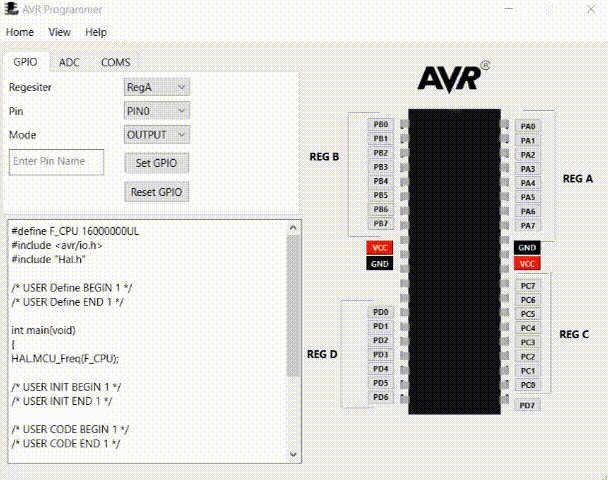 AVR Programmer
Home View Help
GPIO ADC COMS
Regesiter RegA
Pin PIN0
Mode OUTPUT
Enter Pin Name Set GPIO
Reset GPIO
#define F_CPU 16000000UL
#include <avr/io.h>
#include "Hal.h"
/* USER Define BEGIN 1 */
/* USER Define END 1 */
int main(void)
{
HAL.MCU_Freq(F_CPU);
/* USER INIT BEGIN 1 */
/* USER INIT END 1 */
/* USER CODE BEGIN 1 */
/* USER CODE END 1 */
AVR®
REG B
PB0
PB1
PB2
PB3
PB4
PB5
PB6
PB7
VCC
GND
REG D
PD0
PD1
PD2
PD3
PD4
PD5
PD6
PA0
PA1
PA2
PA3
PA4
PA5
PA6
PA7
REG A
GND
VCC
PC7
PC6
PC5
PC4
PC3
PC2
PC1
PC0
REG C
PD7